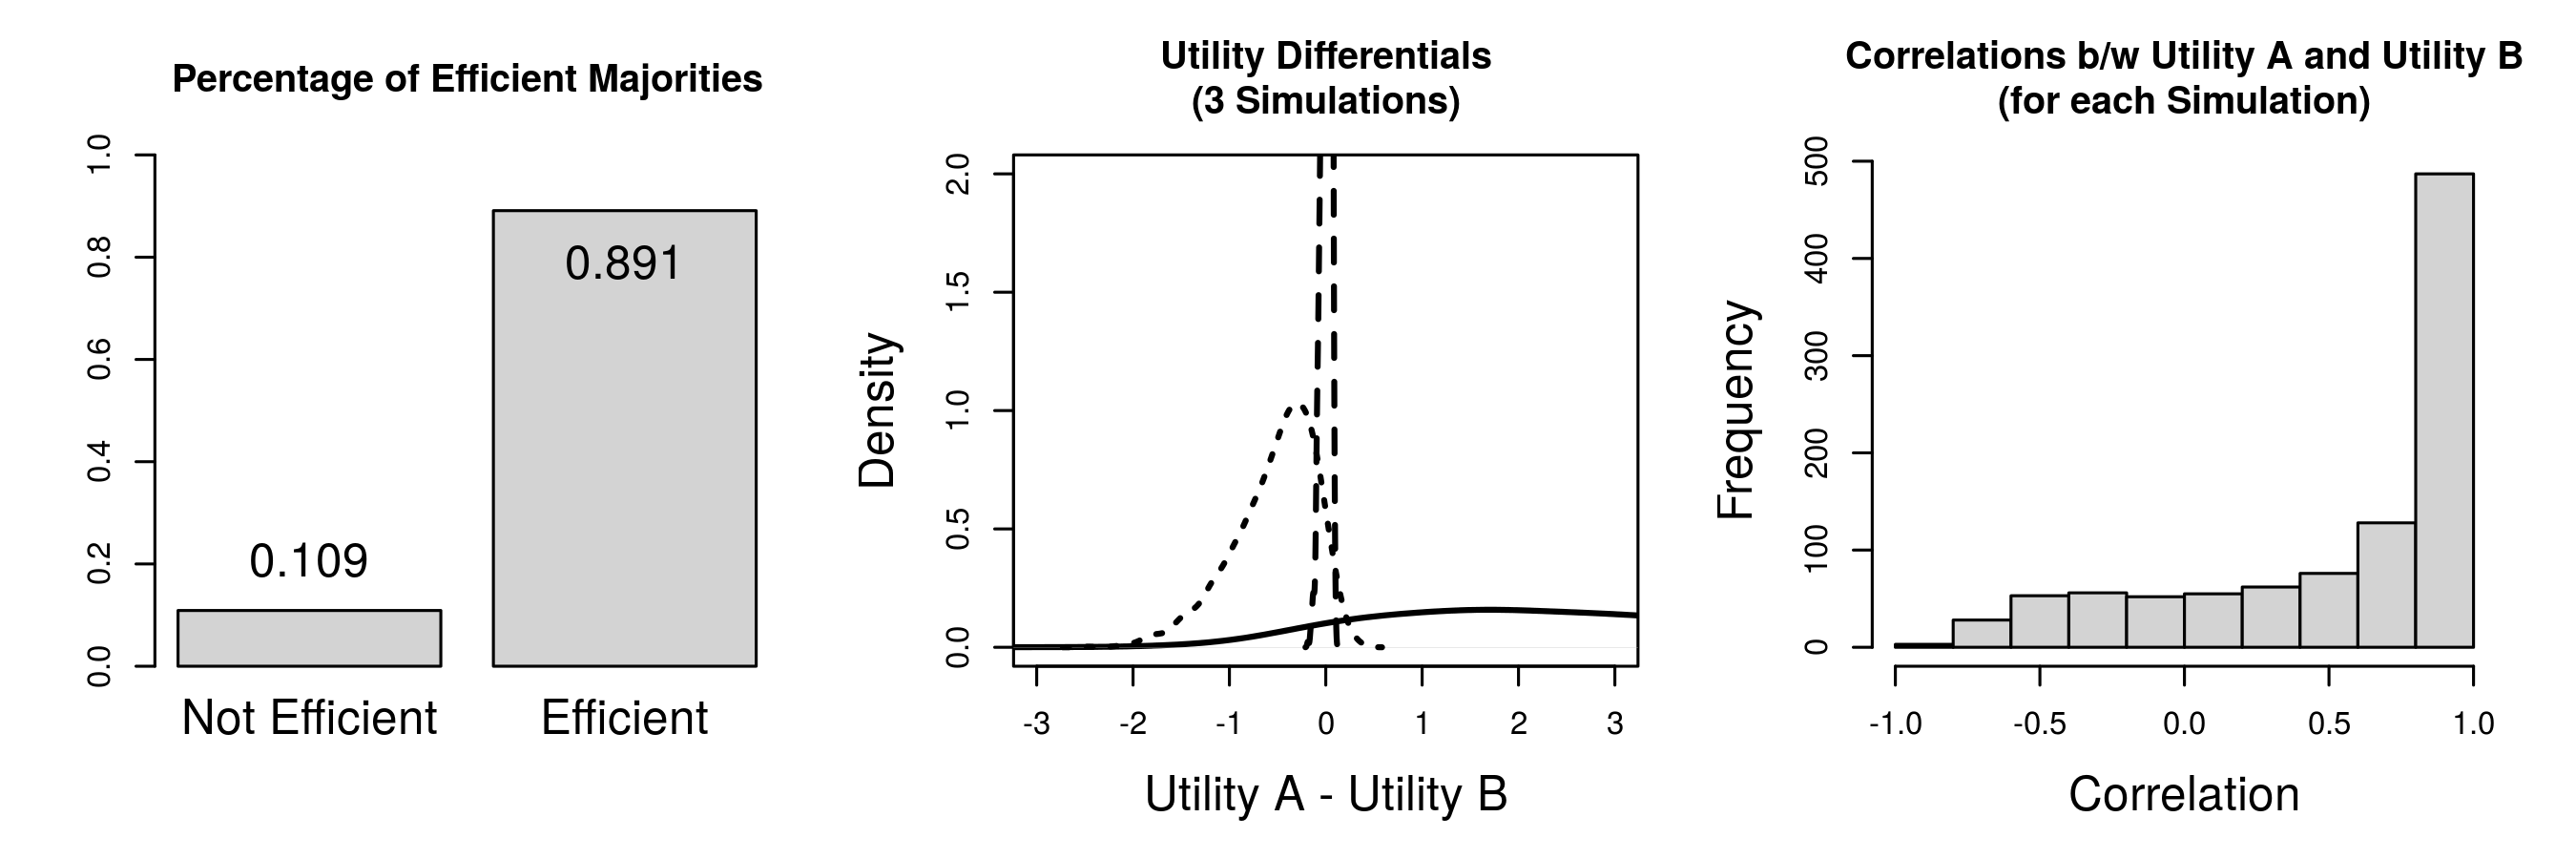 Percentage of Efficient Majorities
1.0
0.8
0.6
0.4
0.2
0.0
0.109
0.891
Not Efficient
Efficient
Utility Differentials
(3 Simulations)
Density
2.0
1.5
1.0
0.5
0.0
-3 -2 -1 0 1 2 3
Utility A - Utility B
Correlations b/w Utility A and Utility B
(for each Simulation)
Frequency
500
400
300
200
100
0
-1.0 -0.5 0.0 0.5 1.0
Correlation